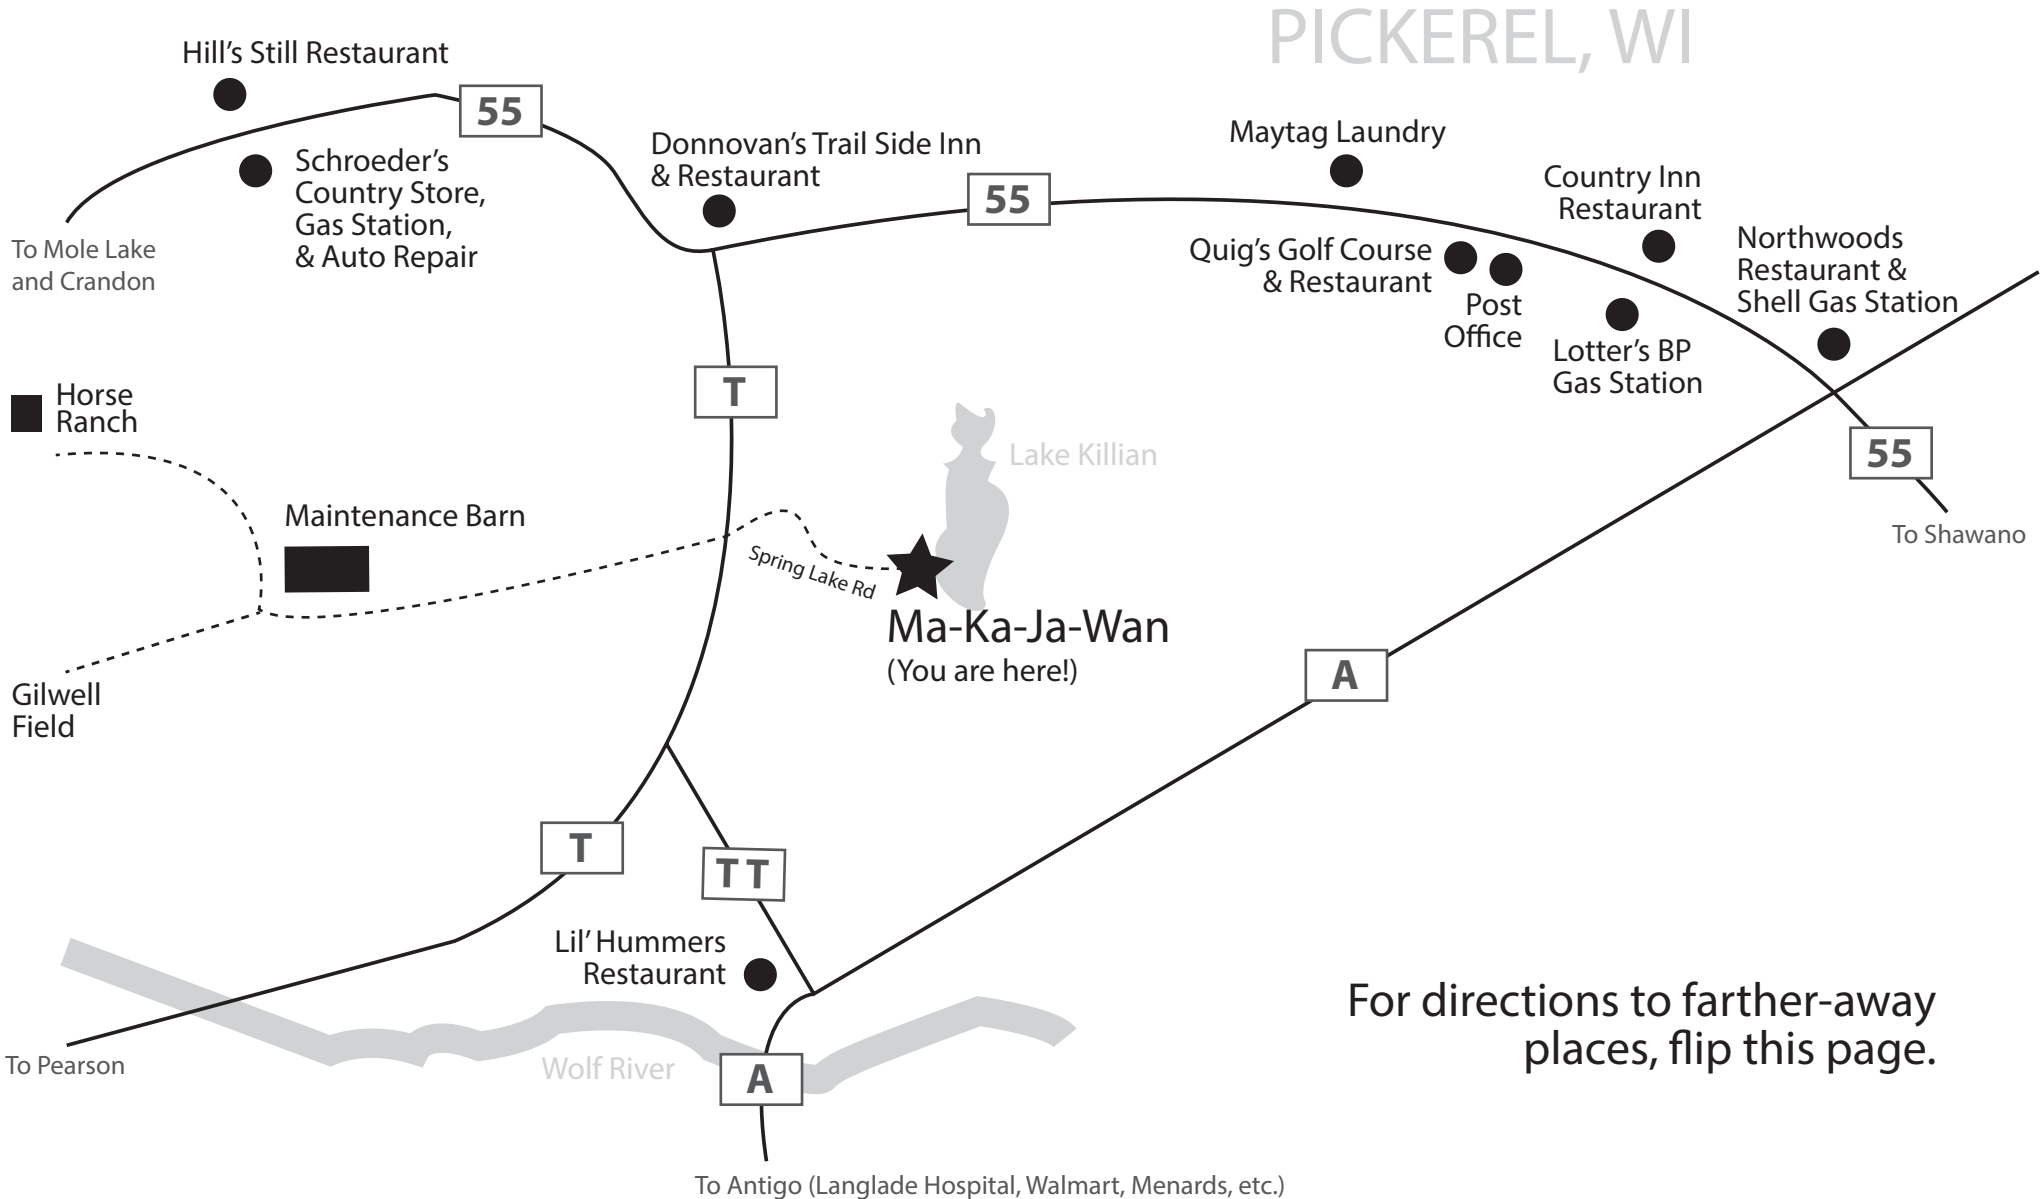 PICKEREL, WI
Hill's Still Restaurant
55
Schroeder's
Country Store,
Gas Station,
& Auto Repair
To Mole Lake
and Crandon
Donnovan's Trail Side Inn
& Restaurant
55
Maytag Laundry
Country Inn
Restaurant
Quig's Golf Course
& Restaurant
Post
Office
Northwoods
Restaurant &
Shell Gas Station
Lotter's BP
Gas Station
55
To Shawano
Horse
Ranch
T
Lake Killian
Maintenance Barn
Spring Lake Rd
Ma-Ka-Ja-Wan
(You are here!)
Gilwell
Field
A
T
TT
Lil' Hummers
Restaurant
To Pearson
Wolf River
A
For directions to farther-away
places, flip this page.
To Antigo (Langlade Hospital, Walmart, Menards, etc.)